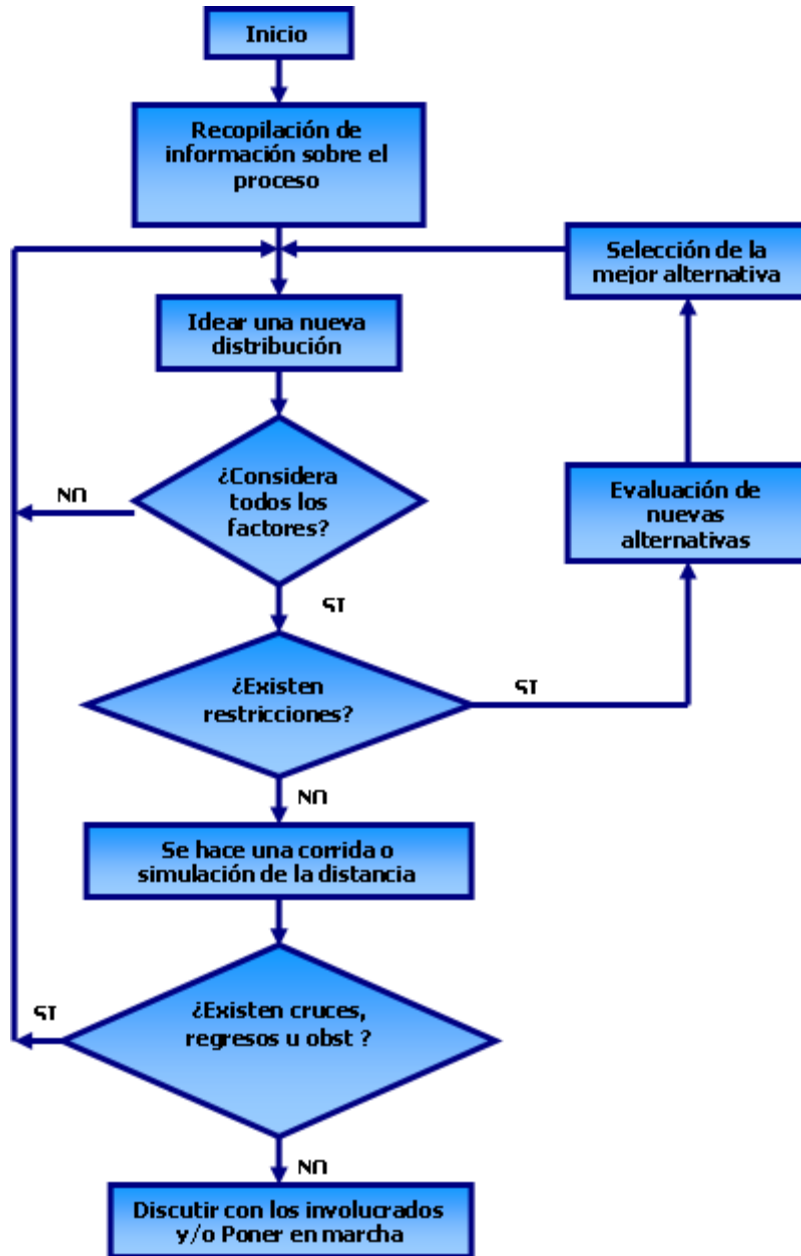 Inicio
Recopilación de
información sobre el
proceso
Selección de la
mejor alternativa
Idear una nueva
distribución
¿Considera
todos los
factores?
NO
Evaluación de
nuevas
alternativas
SI
¿Existen
restricciones?
SI
NO
Se hace una corrida o
simulación de la distancia
¿Existen cruces,
regresos u obst ?
SI
NO
Discutir con los involucrados
y/o Poner en marcha